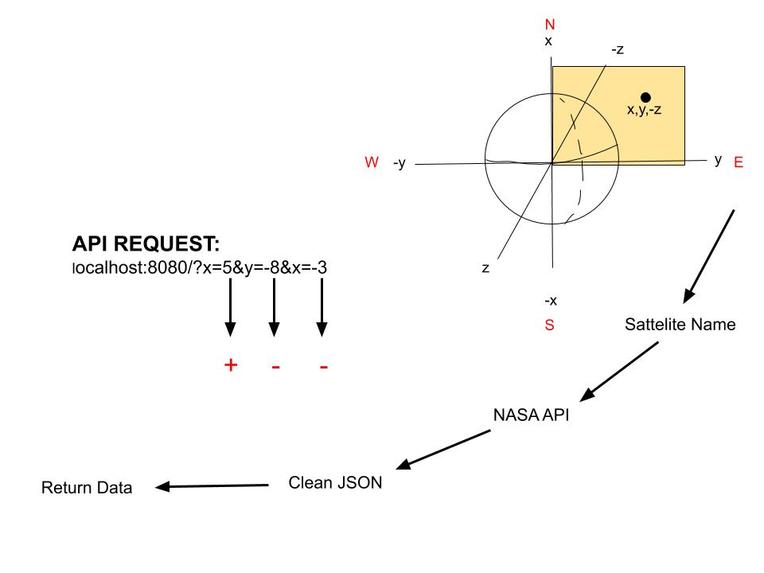 N
x
-z
x,y,-z
W
-y
y
E
z
-x
S
API REQUEST:
localhost:8080/?x=5&y=-8&x=-3
+
-
-
Sattelite Name
NASA API
Clean JSON
Return Data